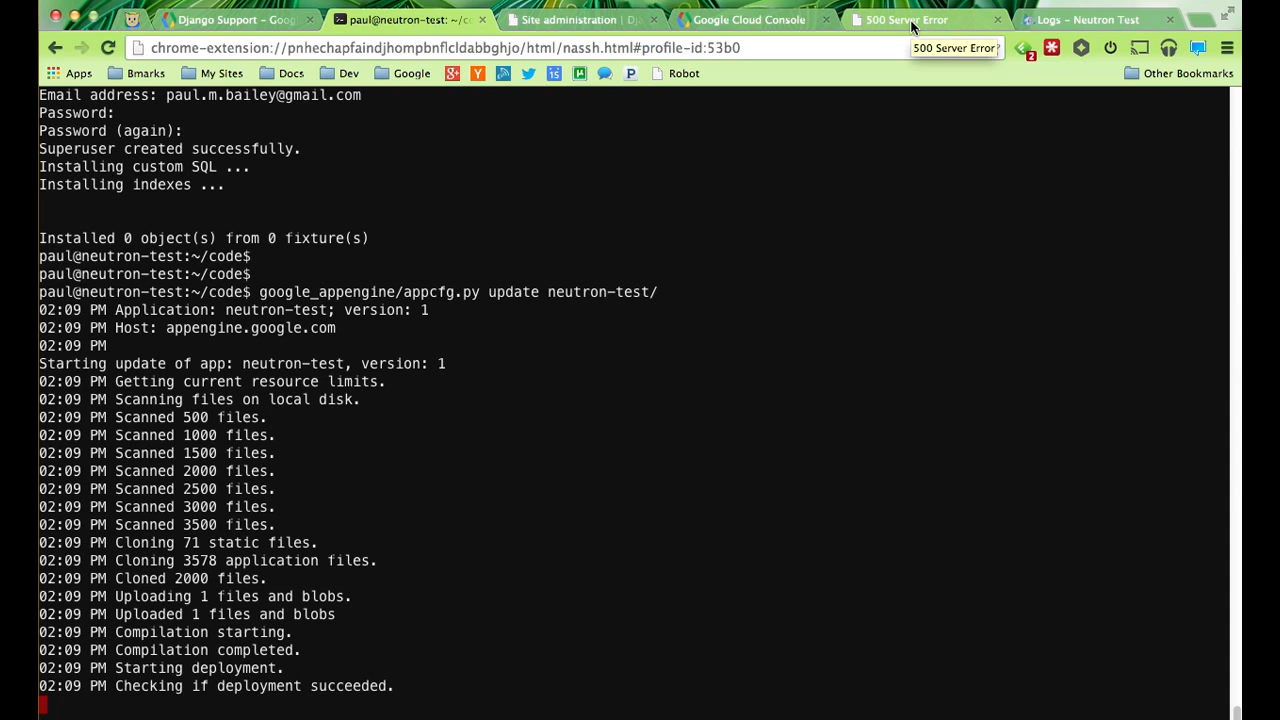 Django Support - Goog
paul@neutron-test: ~/c
Site administration | Dj
Google Cloud Console
500 Server Error
Logs - Neutron Test
chrome-extension://pnhechapfaindjhompbnflcldabbghjo/html/nassh.html#profile-id:53b0
500 Server Error
2
Apps
Bmarks
My Sites
Docs
Dev
Google
Y
15
P
Robot
Other Bookmarks
Email address: paul.m.bailey@gmail.com
Password:
Password (again):
Superuser created successfully.
Installing custom SQL ...
Installing indexes ...
Installed 0 object(s) from 0 fixture(s)
paul@neutron-test:~/code$
paul@neutron-test:~/code$
paul@neutron-test:~/code$ google_appengine/appcfg.py update neutron-test/
02:09 PM Application: neutron-test; version: 1
02:09 PM Host: appengine.google.com
02:09 PM
Starting update of app: neutron-test, version: 1
02:09 PM Getting current resource limits.
02:09 PM Scanning files on local disk.
02:09 PM Scanned 500 files.
02:09 PM Scanned 1000 files.
02:09 PM Scanned 1500 files.
02:09 PM Scanned 2000 files.
02:09 PM Scanned 2500 files.
02:09 PM Scanned 3000 files.
02:09 PM Scanned 3500 files.
02:09 PM Cloning 71 static files.
02:09 PM Cloning 3578 application files.
02:09 PM Cloned 2000 files.
02:09 PM Uploading 1 files and blobs.
02:09 PM Uploaded 1 files and blobs
02:09 PM Compilation starting.
02:09 PM Compilation completed.
02:09 PM Starting deployment.
02:09 PM Checking if deployment succeeded.